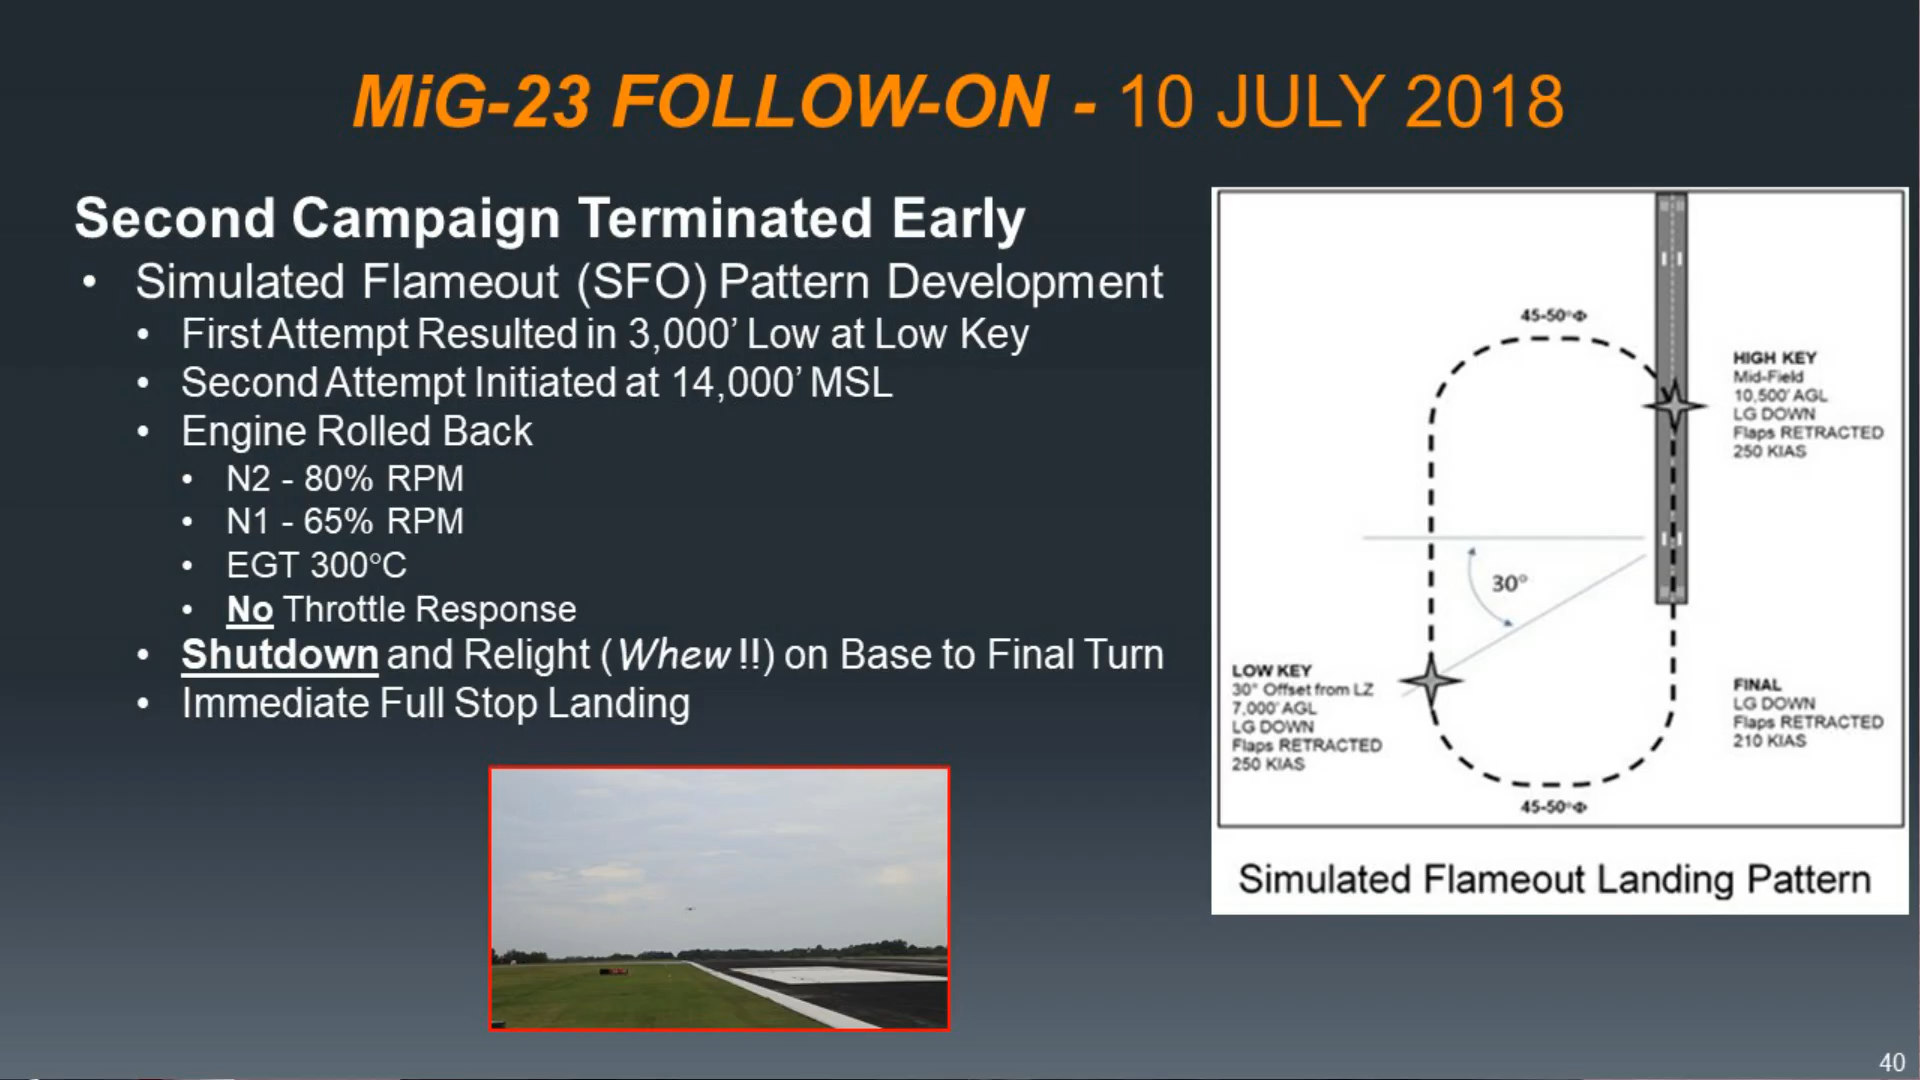 MiG-23 FOLLOW-ON - 10 JULY 2018
Second Campaign Terminated Early
• Simulated Flameout (SFO) Pattern Development
• First Attempt Resulted in 3,000’ Low at Low Key
• Second Attempt Initiated at 14,000’ MSL
• Engine Rolled Back
• N2 - 80% RPM
• N1 - 65% RPM
• EGT 300°C
• No Throttle Response
• Shutdown and Relight (Whew !!) on Base to Final Turn
• Immediate Full Stop Landing
45-50°Φ
HIGH KEY
Mid-Field
10,500' AGL
LG DOWN
Flaps RETRACTED
250 KIAS
30°
LOW KEY
30° Offset from LZ
7,000' AGL
LG DOWN
Flaps RETRACTED
250 KIAS
FINAL
LG DOWN
Flaps RETRACTED
210 KIAS
45-50°Φ
Simulated Flameout Landing Pattern
40